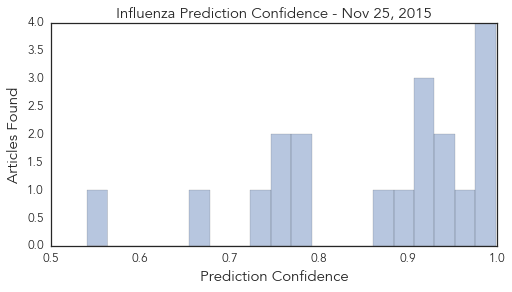 Influenza Prediction Confidence - Nov 25, 2015
4.0
3.5
3.0
2.5
2.0
1.5
1.0
0.5
0.0
Articles Found
0.5 0.6 0.7 0.8 0.9 1.0
Prediction Confidence